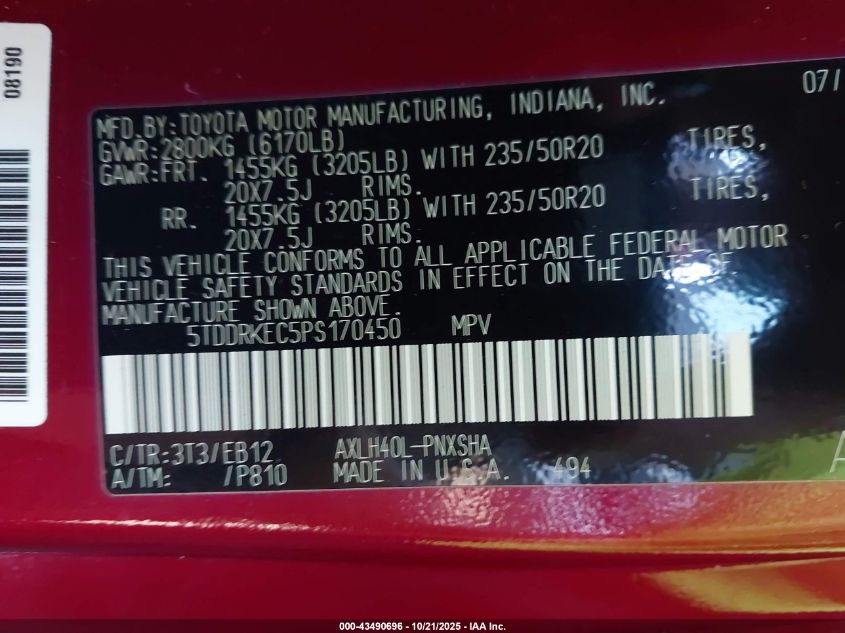 08190
07/
MFD.BY:TOYOTA MOTOR MANUFACTURING, INDIANA, INC.
GVWR:2800KG (6170LB)
GAWR:FRT. 1455KG (3205LB) WITH 235/50R20 TIRES,
20X7.5J RIMS.
RR. 1455KG (3205LB) WITH 235/50R20 TIRES,
20X7.5J RIMS.
THIS VEHICLE CONFORMS TO ALL APPLICABLE FEDERAL MOTOR
VEHICLE SAFETY STANDARDS IN EFFECT ON THE DATE OF
MANUFACTURE SHOWN ABOVE.
5TDDRKEC5PS170450 MPV
C/TR:3T3/EB12 AXLH40L-PNXSHA
A/TM: /P810 MADE IN U.S.A. 494
A
000-43490696 - 10/21/2025 - IAA Inc.